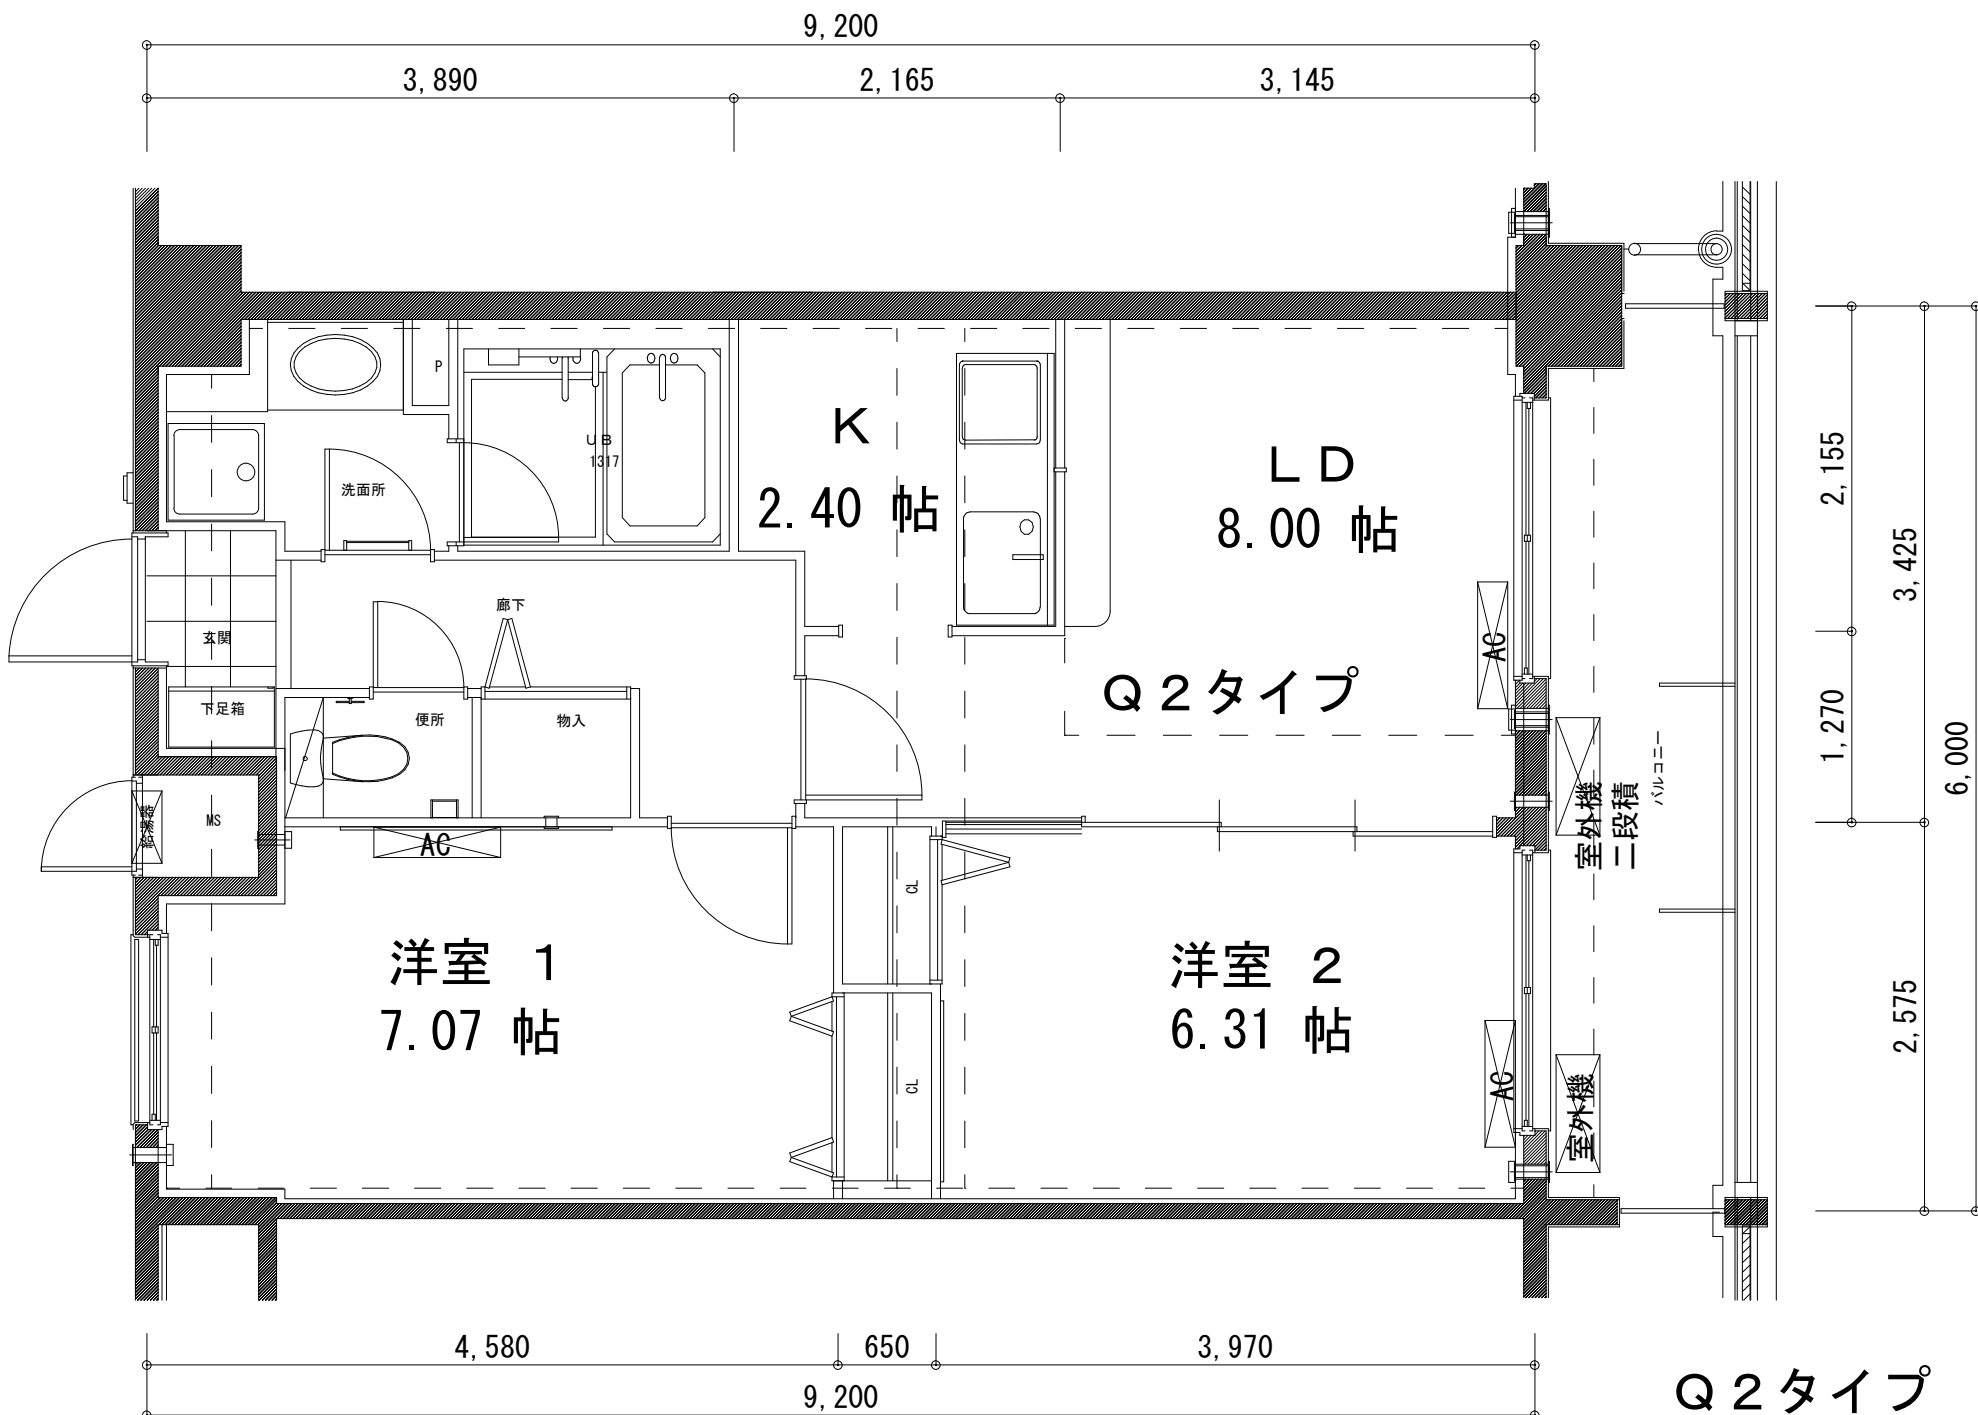 9,200
3,890
2,165
3,145
P
UB
1317
K
2.40 帖
LD
8.00 帖
洗面所
2,155
3,425
廊下
玄関
AC
Q2タイプ
下足箱
便所
物入
1,270
6,000
バルコニー
室外機
二段積
給湯器
MS
AC
CL
洋室 1
7.07 帖
洋室 2
6.31 帖
2,575
CL
AC
室外機
4,580
650
3,970
9,200
Q2タイプ